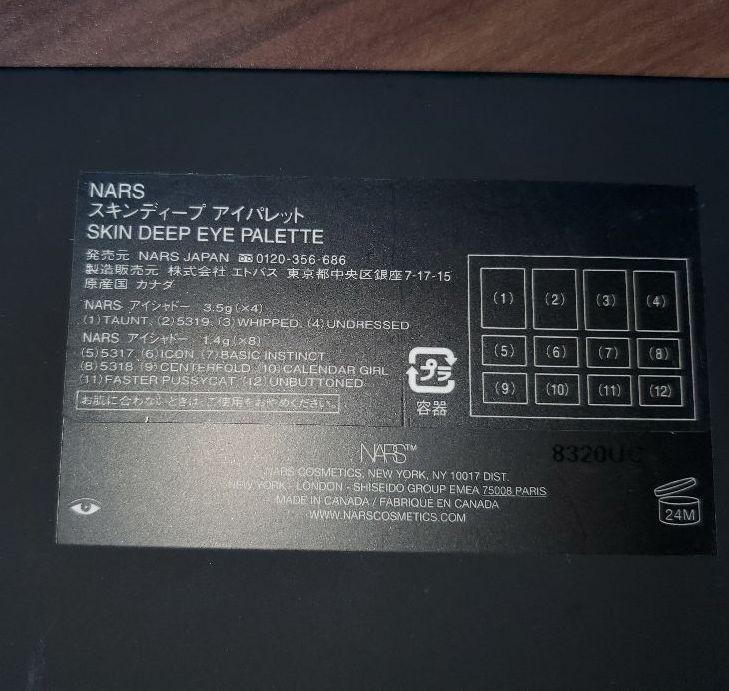 NARS
スキンディープ アイパレット
SKIN DEEP EYE PALETTE
発売元 NARS JAPAN 0120-356-686
製造販売元 株式会社 エトバス 東京都中央区銀座7-17-15
原産国 カナダ
NARS アイシャドー 3.5g(×4)
(1)TAUNT, (2)5319, (3)WHIPPED, (4)UNDRESSED
NARS アイシャドー 1.4g(×8)
(5)5317, (6)ICON, (7)BASIC INSTINCT
(8)5318 (9)CENTERFOLD, (10)CALENDAR GIRL
(11)FASTER PUSSYCAT, (12)UNBUTTONED
お肌に合わないときは、ご使用をおやめください。
プラ
容器
(1) (2) (3) (4)
(5) (6) (7) (8)
(9) (10) (11) (12)
NARS™
8320UC
NARS COSMETICS, NEW YORK, NY 10017 DIST.
NEW YORK - LONDON - SHISEIDO GROUP EMEA 75008 PARIS
MADE IN CANADA / FABRIQUÉ EN CANADA
WWW.NARSCOSMETICS.COM
24M